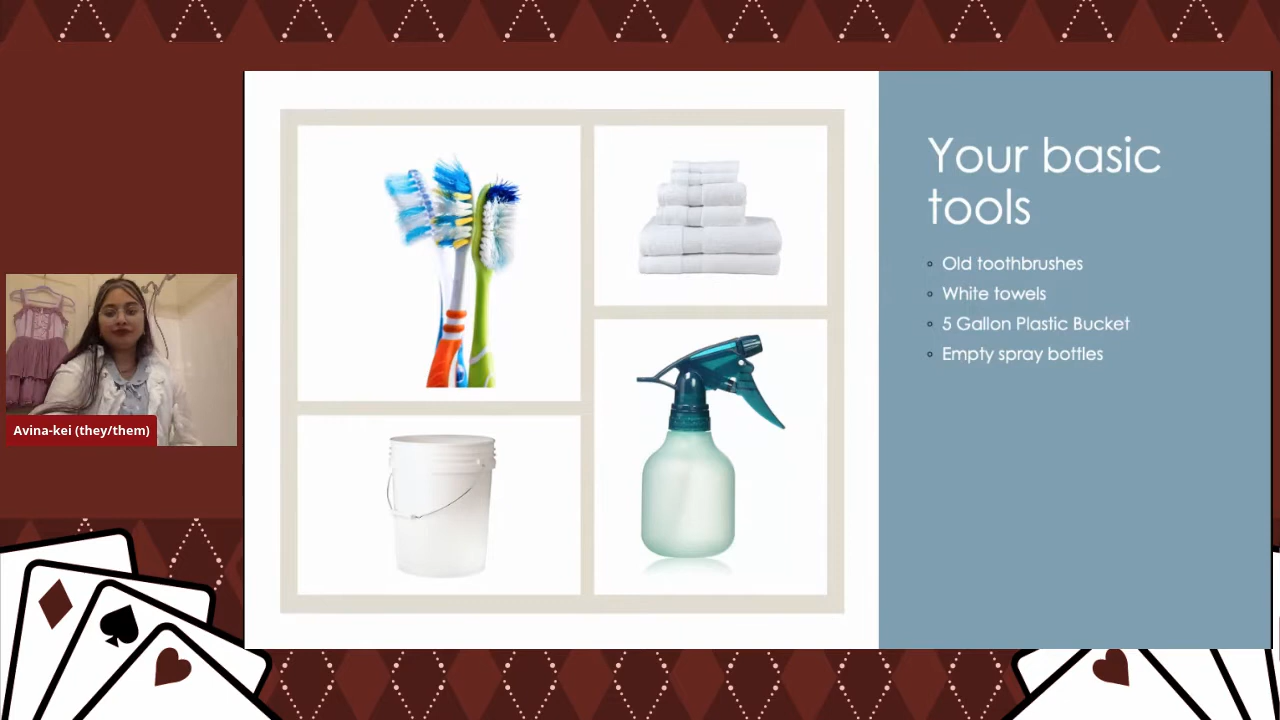 Your basic
tools
Old toothbrushes
White towels
5 Gallon Plastic Bucket
Empty spray bottles
Avina-kei (they/them)